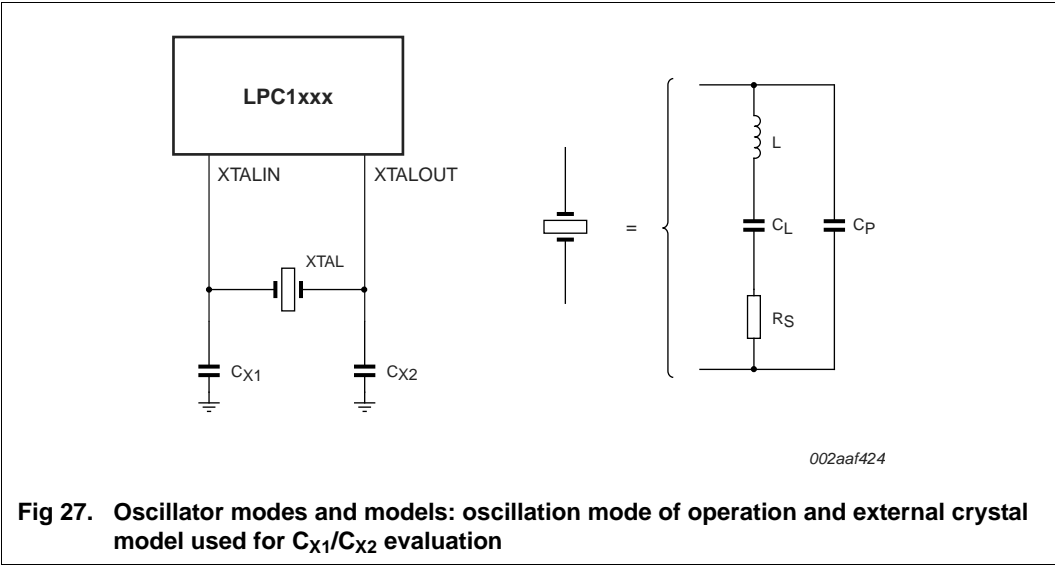 LPC1xxx
XTALIN XTALOUT
XTAL
CX1 CX2
=
L
CL CP
RS
002aaf424
Fig 27. Oscillator modes and models: oscillation mode of operation and external crystal
model used for CX1/CX2 evaluation